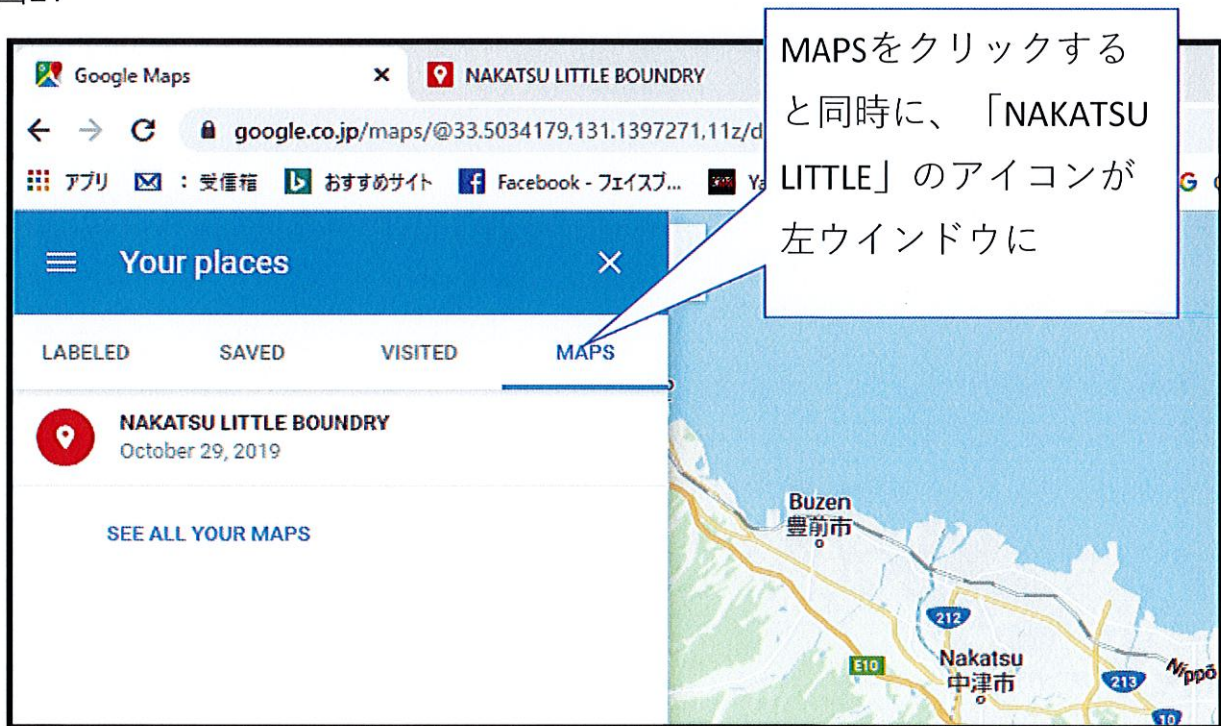 Google Maps
NAKATSU LITTLE BOUNDRY
MAPSをクリックする
と同時に、「NAKATSU
LITTLE」のアイコンが
左ウインドウに
google.co.jp/maps/@33.5034179,131.1397271,11z/d
アプリ
: 受信箱
おすすめサイト
Facebook - フェイスブ...
Your places
LABELED
SAVED
VISITED
MAPS
NAKATSU LITTLE BOUNDRY
October 29, 2019
SEE ALL YOUR MAPS
Buzen
豊前市
212
E10
Nakatsu
中津市
213
Nippō
10